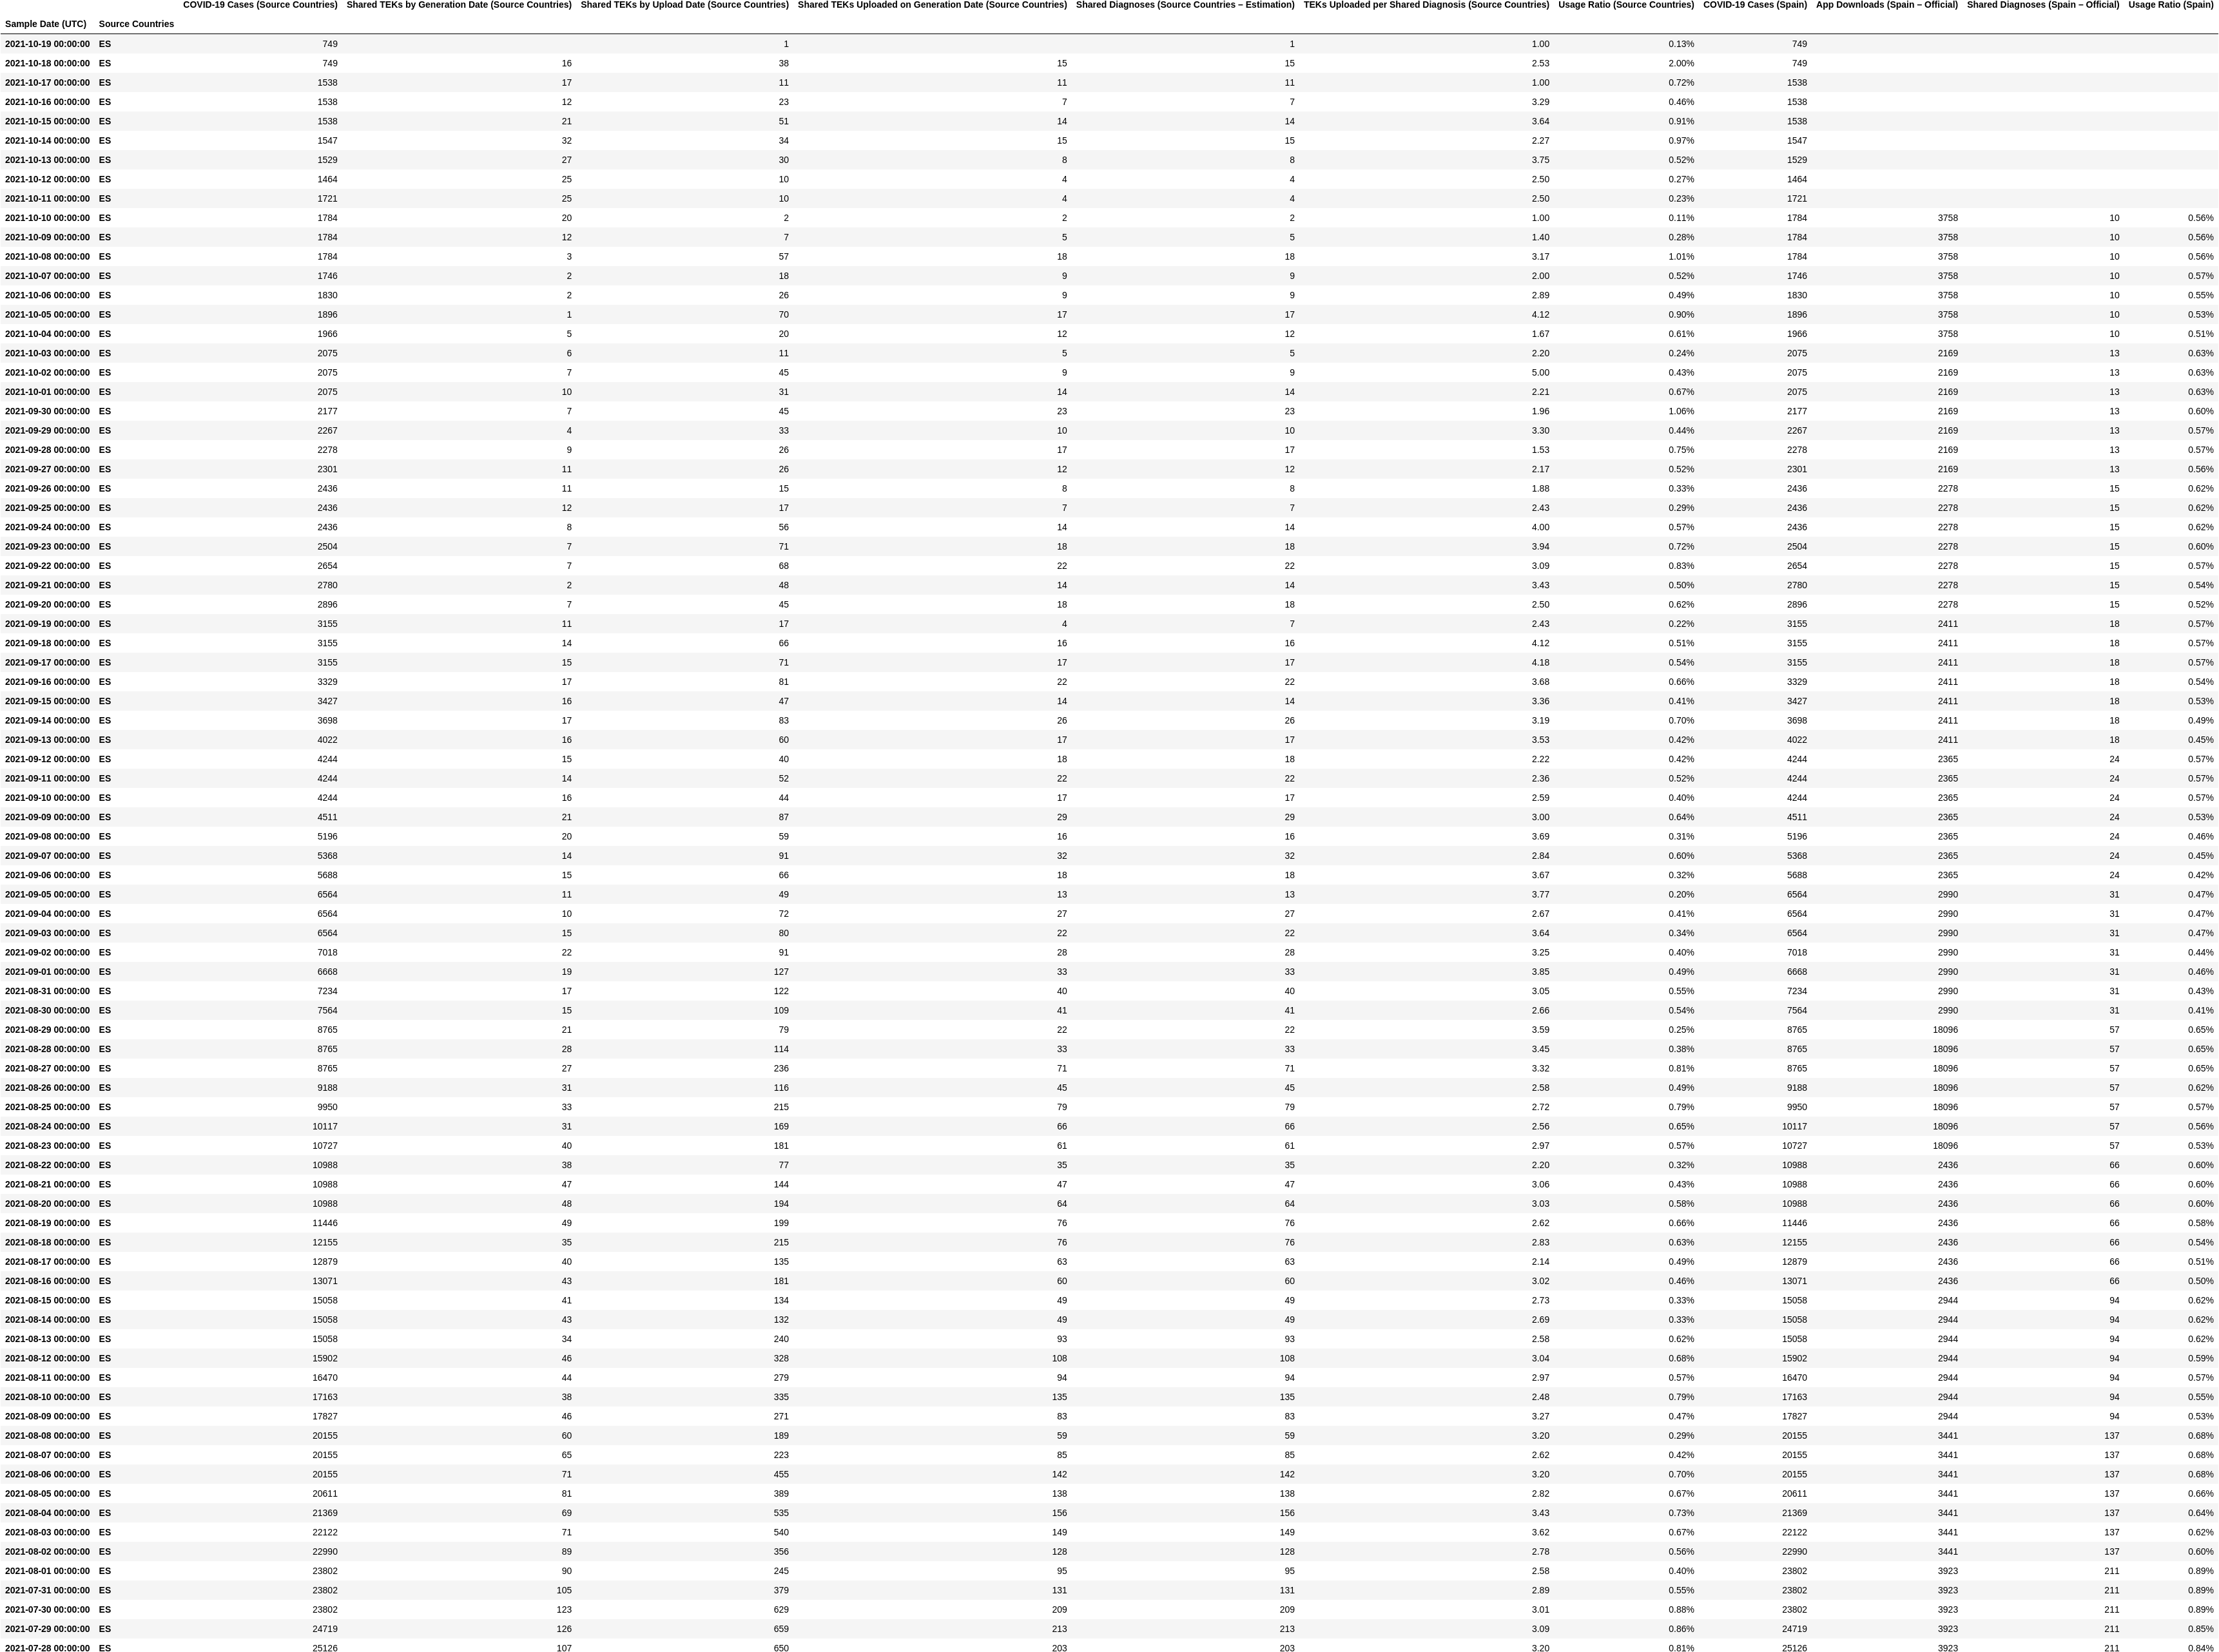 COVID-19 Cases (Source Countries) Shared TEKs by Generation Date (Source Countries) Shared TEKs by Upload Date (Source Countries) Shared TEKs Uploaded on Generation Date (Source Countries) Shared Diagnoses (Source Countries – Estimation) TEKs Uploaded per Shared Diagnosis (Source Countries) Usage Ratio (Source Countries) COVID-19 Cases (Spain) App Downloads (Spain – Official) Shared Diagnoses (Spain – Official) Usage Ratio (Spain)
Sample Date (UTC) Source Countries
2021-10-19 00:00:00 ES 749 1 1 1.00 0.13% 749
2021-10-18 00:00:00 ES 749 16 38 15 15 2.53 2.00% 749
2021-10-17 00:00:00 ES 1538 17 11 11 11 1.00 0.72% 1538
2021-10-16 00:00:00 ES 1538 12 23 7 7 3.29 0.46% 1538
2021-10-15 00:00:00 ES 1538 21 51 14 14 3.64 0.91% 1538
2021-10-14 00:00:00 ES 1547 32 34 15 15 2.27 0.97% 1547
2021-10-13 00:00:00 ES 1529 27 30 8 8 3.75 0.52% 1529
2021-10-12 00:00:00 ES 1464 25 10 4 4 2.50 0.27% 1464
2021-10-11 00:00:00 ES 1721 25 10 4 4 2.50 0.23% 1721
2021-10-10 00:00:00 ES 1784 20 2 2 2 1.00 0.11% 1784 3758 10 0.56%
2021-10-09 00:00:00 ES 1784 12 7 5 5 1.40 0.28% 1784 3758 10 0.56%
2021-10-08 00:00:00 ES 1784 3 57 18 18 3.17 1.01% 1784 3758 10 0.56%
2021-10-07 00:00:00 ES 1746 2 18 9 9 2.00 0.52% 1746 3758 10 0.57%
2021-10-06 00:00:00 ES 1830 2 26 9 9 2.89 0.49% 1830 3758 10 0.55%
2021-10-05 00:00:00 ES 1896 1 70 17 17 4.12 0.90% 1896 3758 10 0.53%
2021-10-04 00:00:00 ES 1966 5 20 12 12 1.67 0.61% 1966 3758 10 0.51%
2021-10-03 00:00:00 ES 2075 6 11 5 5 2.20 0.24% 2075 2169 13 0.63%
2021-10-02 00:00:00 ES 2075 7 45 9 9 5.00 0.43% 2075 2169 13 0.63%
2021-10-01 00:00:00 ES 2075 10 31 14 14 2.21 0.67% 2075 2169 13 0.63%
2021-09-30 00:00:00 ES 2177 7 45 23 23 1.96 1.06% 2177 2169 13 0.60%
2021-09-29 00:00:00 ES 2267 4 33 10 10 3.30 0.44% 2267 2169 13 0.57%
2021-09-28 00:00:00 ES 2278 9 26 17 17 1.53 0.75% 2278 2169 13 0.57%
2021-09-27 00:00:00 ES 2301 11 26 12 12 2.17 0.52% 2301 2169 13 0.56%
2021-09-26 00:00:00 ES 2436 11 15 8 8 1.88 0.33% 2436 2278 15 0.62%
2021-09-25 00:00:00 ES 2436 12 17 7 7 2.43 0.29% 2436 2278 15 0.62%
2021-09-24 00:00:00 ES 2436 8 56 14 14 4.00 0.57% 2436 2278 15 0.62%
2021-09-23 00:00:00 ES 2504 7 71 18 18 3.94 0.72% 2504 2278 15 0.60%
2021-09-22 00:00:00 ES 2654 7 68 22 22 3.09 0.83% 2654 2278 15 0.57%
2021-09-21 00:00:00 ES 2780 2 48 14 14 3.43 0.50% 2780 2278 15 0.54%
2021-09-20 00:00:00 ES 2896 7 45 18 18 2.50 0.62% 2896 2278 15 0.52%
2021-09-19 00:00:00 ES 3155 11 17 4 7 2.43 0.22% 3155 2411 18 0.57%
2021-09-18 00:00:00 ES 3155 14 66 16 16 4.12 0.51% 3155 2411 18 0.57%
2021-09-17 00:00:00 ES 3155 15 71 17 17 4.18 0.54% 3155 2411 18 0.57%
2021-09-16 00:00:00 ES 3329 17 81 22 22 3.68 0.66% 3329 2411 18 0.54%
2021-09-15 00:00:00 ES 3427 16 47 14 14 3.36 0.41% 3427 2411 18 0.53%
2021-09-14 00:00:00 ES 3698 17 83 26 26 3.19 0.70% 3698 2411 18 0.49%
2021-09-13 00:00:00 ES 4022 16 60 17 17 3.53 0.42% 4022 2411 18 0.45%
2021-09-12 00:00:00 ES 4244 15 40 18 18 2.22 0.42% 4244 2365 24 0.57%
2021-09-11 00:00:00 ES 4244 14 52 22 22 2.36 0.52% 4244 2365 24 0.57%
2021-09-10 00:00:00 ES 4244 16 44 17 17 2.59 0.40% 4244 2365 24 0.57%
2021-09-09 00:00:00 ES 4511 21 87 29 29 3.00 0.64% 4511 2365 24 0.53%
2021-09-08 00:00:00 ES 5196 20 59 16 16 3.69 0.31% 5196 2365 24 0.46%
2021-09-07 00:00:00 ES 5368 14 91 32 32 2.84 0.60% 5368 2365 24 0.45%
2021-09-06 00:00:00 ES 5688 15 66 18 18 3.67 0.32% 5688 2365 24 0.42%
2021-09-05 00:00:00 ES 6564 11 49 13 13 3.77 0.20% 6564 2990 31 0.47%
2021-09-04 00:00:00 ES 6564 10 72 27 27 2.67 0.41% 6564 2990 31 0.47%
2021-09-03 00:00:00 ES 6564 15 80 22 22 3.64 0.34% 6564 2990 31 0.47%
2021-09-02 00:00:00 ES 7018 22 91 28 28 3.25 0.40% 7018 2990 31 0.44%
2021-09-01 00:00:00 ES 6668 19 127 33 33 3.85 0.49% 6668 2990 31 0.46%
2021-08-31 00:00:00 ES 7234 17 122 40 40 3.05 0.55% 7234 2990 31 0.43%
2021-08-30 00:00:00 ES 7564 15 109 41 41 2.66 0.54% 7564 2990 31 0.41%
2021-08-29 00:00:00 ES 8765 21 79 22 22 3.59 0.25% 8765 18096 57 0.65%
2021-08-28 00:00:00 ES 8765 28 114 33 33 3.45 0.38% 8765 18096 57 0.65%
2021-08-27 00:00:00 ES 8765 27 236 71 71 3.32 0.81% 8765 18096 57 0.65%
2021-08-26 00:00:00 ES 9188 31 116 45 45 2.58 0.49% 9188 18096 57 0.62%
2021-08-25 00:00:00 ES 9950 33 215 79 79 2.72 0.79% 9950 18096 57 0.57%
2021-08-24 00:00:00 ES 10117 31 169 66 66 2.56 0.65% 10117 18096 57 0.56%
2021-08-23 00:00:00 ES 10727 40 181 61 61 2.97 0.57% 10727 18096 57 0.53%
2021-08-22 00:00:00 ES 10988 38 77 35 35 2.20 0.32% 10988 2436 66 0.60%
2021-08-21 00:00:00 ES 10988 47 144 47 47 3.06 0.43% 10988 2436 66 0.60%
2021-08-20 00:00:00 ES 10988 48 194 64 64 3.03 0.58% 10988 2436 66 0.60%
2021-08-19 00:00:00 ES 11446 49 199 76 76 2.62 0.66% 11446 2436 66 0.58%
2021-08-18 00:00:00 ES 12155 35 215 76 76 2.83 0.63% 12155 2436 66 0.54%
2021-08-17 00:00:00 ES 12879 40 135 63 63 2.14 0.49% 12879 2436 66 0.51%
2021-08-16 00:00:00 ES 13071 43 181 60 60 3.02 0.46% 13071 2436 66 0.50%
2021-08-15 00:00:00 ES 15058 41 134 49 49 2.73 0.33% 15058 2944 94 0.62%
2021-08-14 00:00:00 ES 15058 43 132 49 49 2.69 0.33% 15058 2944 94 0.62%
2021-08-13 00:00:00 ES 15058 34 240 93 93 2.58 0.62% 15058 2944 94 0.62%
2021-08-12 00:00:00 ES 15902 46 328 108 108 3.04 0.68% 15902 2944 94 0.59%
2021-08-11 00:00:00 ES 16470 44 279 94 94 2.97 0.57% 16470 2944 94 0.57%
2021-08-10 00:00:00 ES 17163 38 335 135 135 2.48 0.79% 17163 2944 94 0.55%
2021-08-09 00:00:00 ES 17827 46 271 83 83 3.27 0.47% 17827 2944 94 0.53%
2021-08-08 00:00:00 ES 20155 60 189 59 59 3.20 0.29% 20155 3441 137 0.68%
2021-08-07 00:00:00 ES 20155 65 223 85 85 2.62 0.42% 20155 3441 137 0.68%
2021-08-06 00:00:00 ES 20155 71 455 142 142 3.20 0.70% 20155 3441 137 0.68%
2021-08-05 00:00:00 ES 20611 81 389 138 138 2.82 0.67% 20611 3441 137 0.66%
2021-08-04 00:00:00 ES 21369 69 535 156 156 3.43 0.73% 21369 3441 137 0.64%
2021-08-03 00:00:00 ES 22122 71 540 149 149 3.62 0.67% 22122 3441 137 0.62%
2021-08-02 00:00:00 ES 22990 89 356 128 128 2.78 0.56% 22990 3441 137 0.60%
2021-08-01 00:00:00 ES 23802 90 245 95 95 2.58 0.40% 23802 3923 211 0.89%
2021-07-31 00:00:00 ES 23802 105 379 131 131 2.89 0.55% 23802 3923 211 0.89%
2021-07-30 00:00:00 ES 23802 123 629 209 209 3.01 0.88% 23802 3923 211 0.89%
2021-07-29 00:00:00 ES 24719 126 659 213 213 3.09 0.86% 24719 3923 211 0.85%
2021-07-28 00:00:00 ES 25126 107 650 203 203 3.20 0.81% 25126 3923 211 0.84%